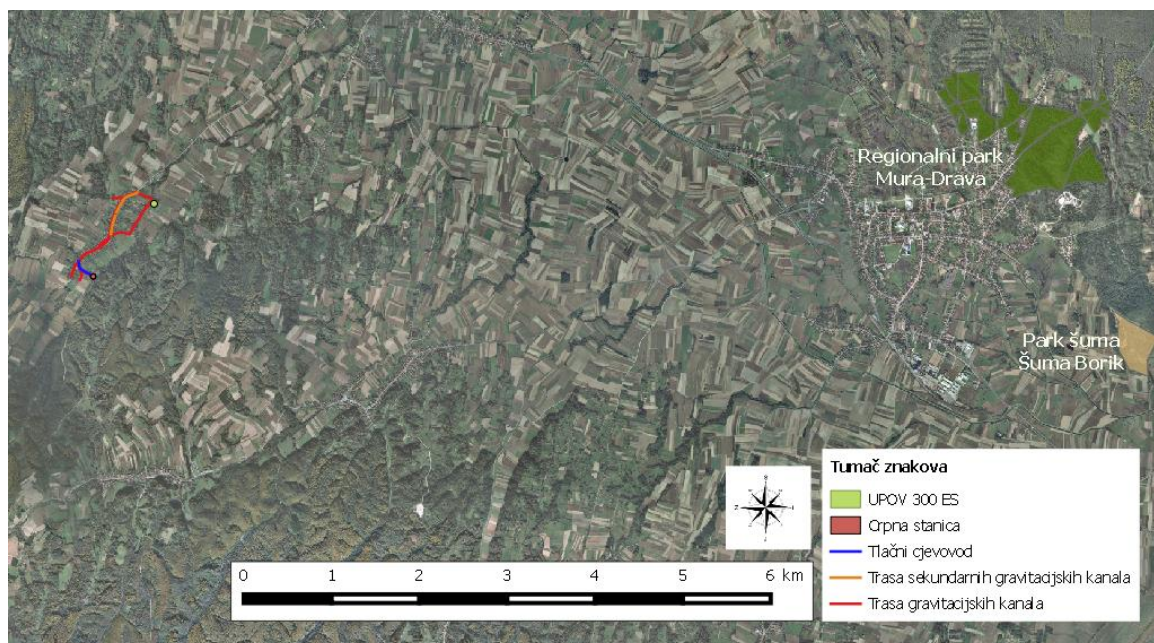 Regionalni park
Mura-Drava
Park šuma
Šuma Borik
Tumač znakova
UPOV 300 ES
Crpna stanica
Tlačni cjevovod
Trasa sekundarnih gravitacijskih kanala
Trasa gravitacijskih kanala
0 1 2 3 4 5 6 km